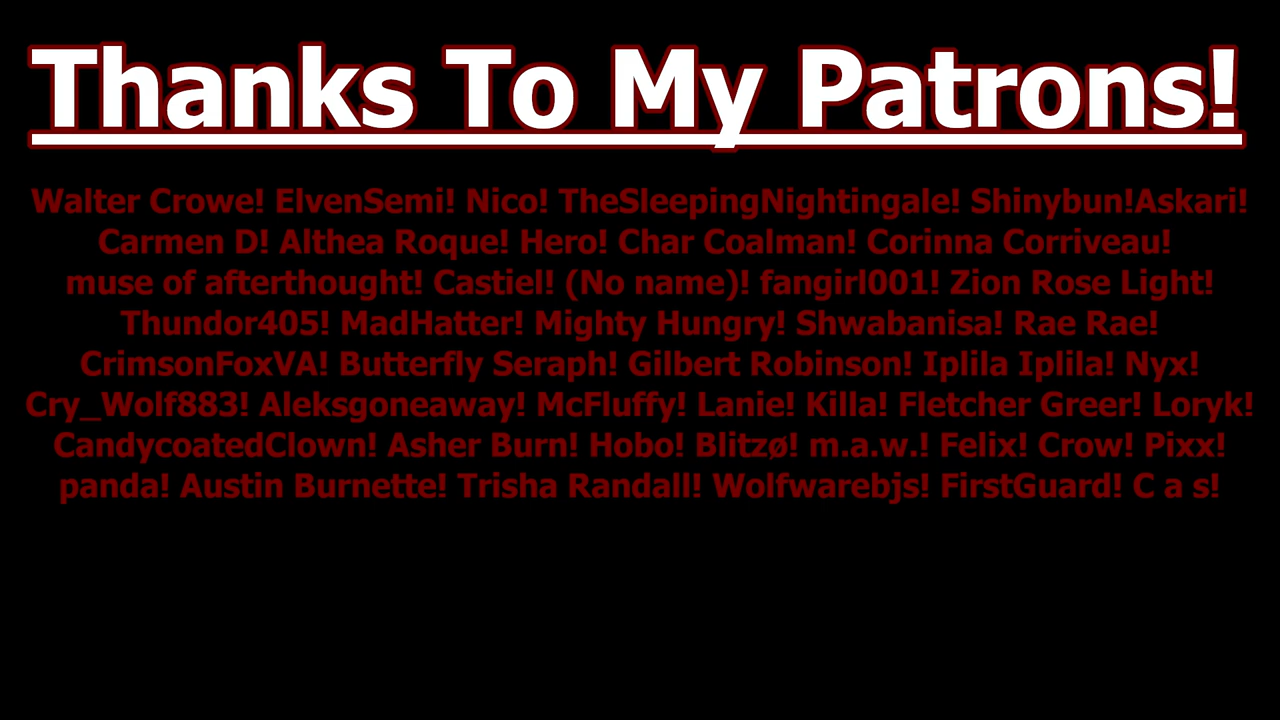 Thanks To My Patrons!
Walter Crowe! ElvenSemi! Nico! TheSleepingNightingale! Shinybun!Askari!
Carmen D! Althea Roque! Hero! Char Coalman! Corinna Corriveau!
muse of afterthought! Castiel! (No name)! fangirl001! Zion Rose Light!
Thundor405! MadHatter! Mighty Hungry! Shwabanisa! Rae Rae!
CrimsonFoxVA! Butterfly Seraph! Gilbert Robinson! Iplila Iplila! Nyx!
Cry_Wolf883! Aleksgoneaway! McFluffy! Lanie! Killa! Fletcher Greer! Loryk!
CandycoatedClown! Asher Burn! Hobo! Blitzø! m.a.w.! Felix! Crow! Pixx!
panda! Austin Burnette! Trisha Randall! Wolfwarebjs! FirstGuard! C a s!